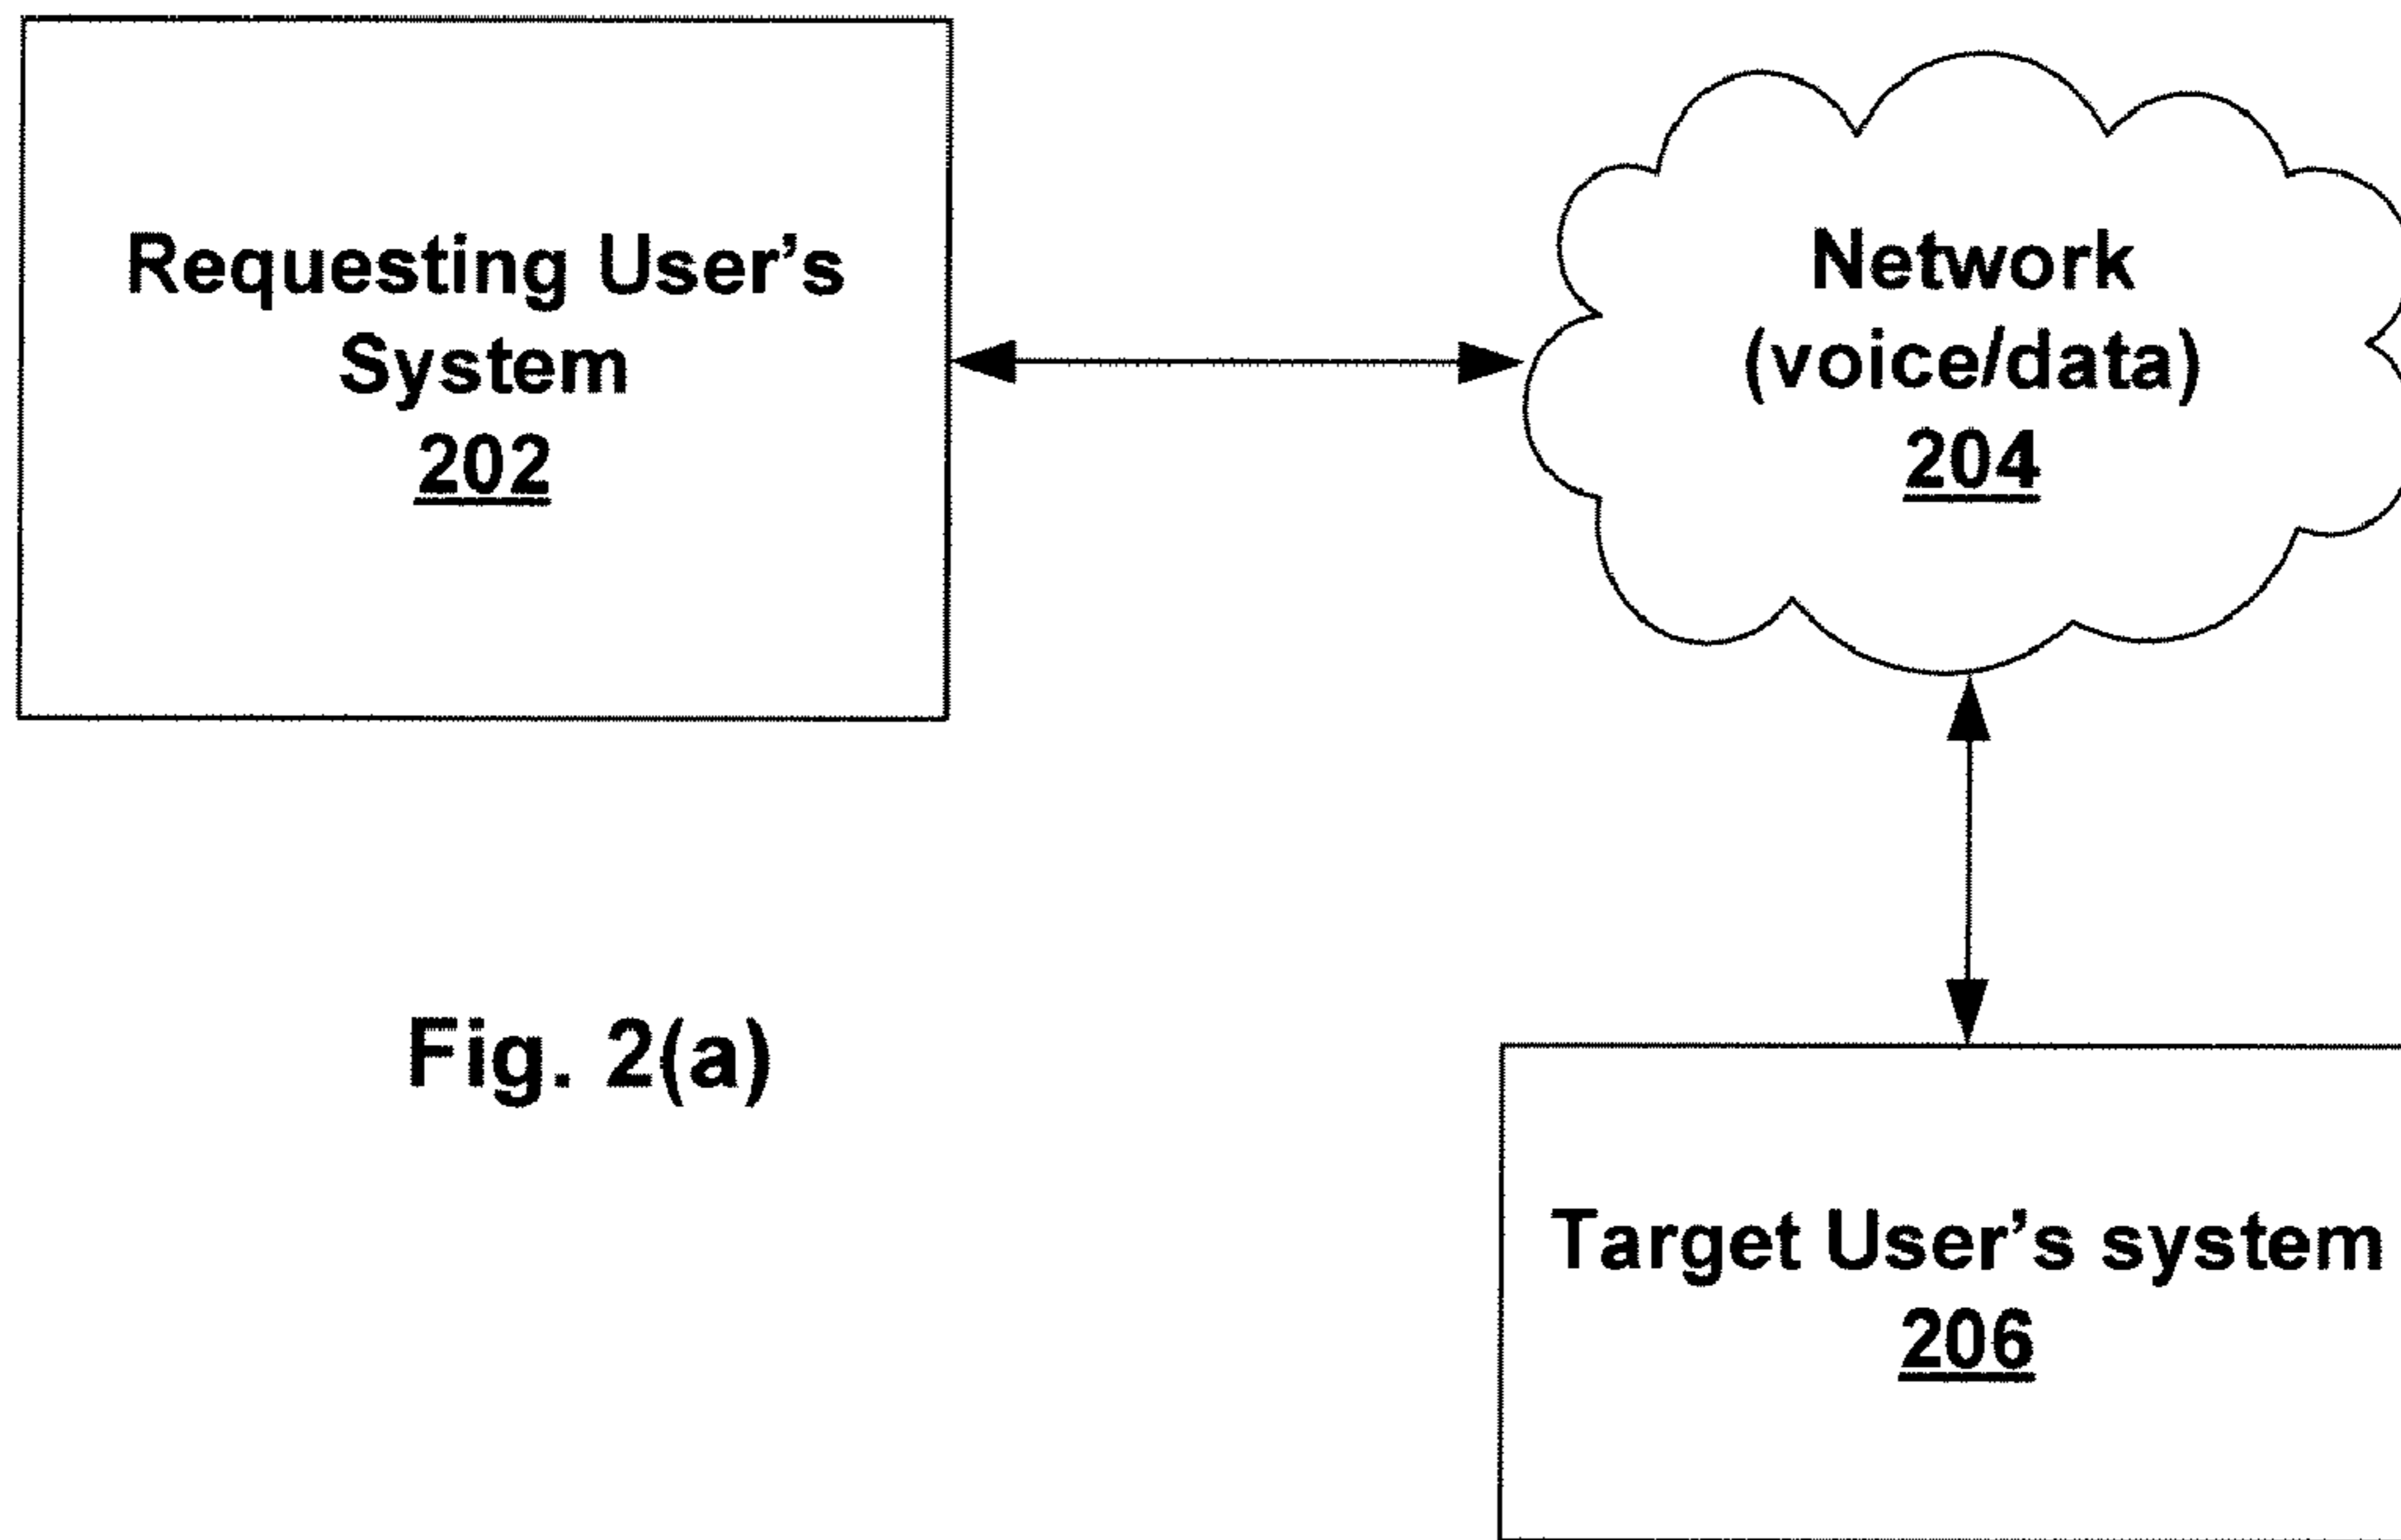 Requesting User's
System
202
Network
(voice/data)
204
Fig. 2(a)
Target User's system
206